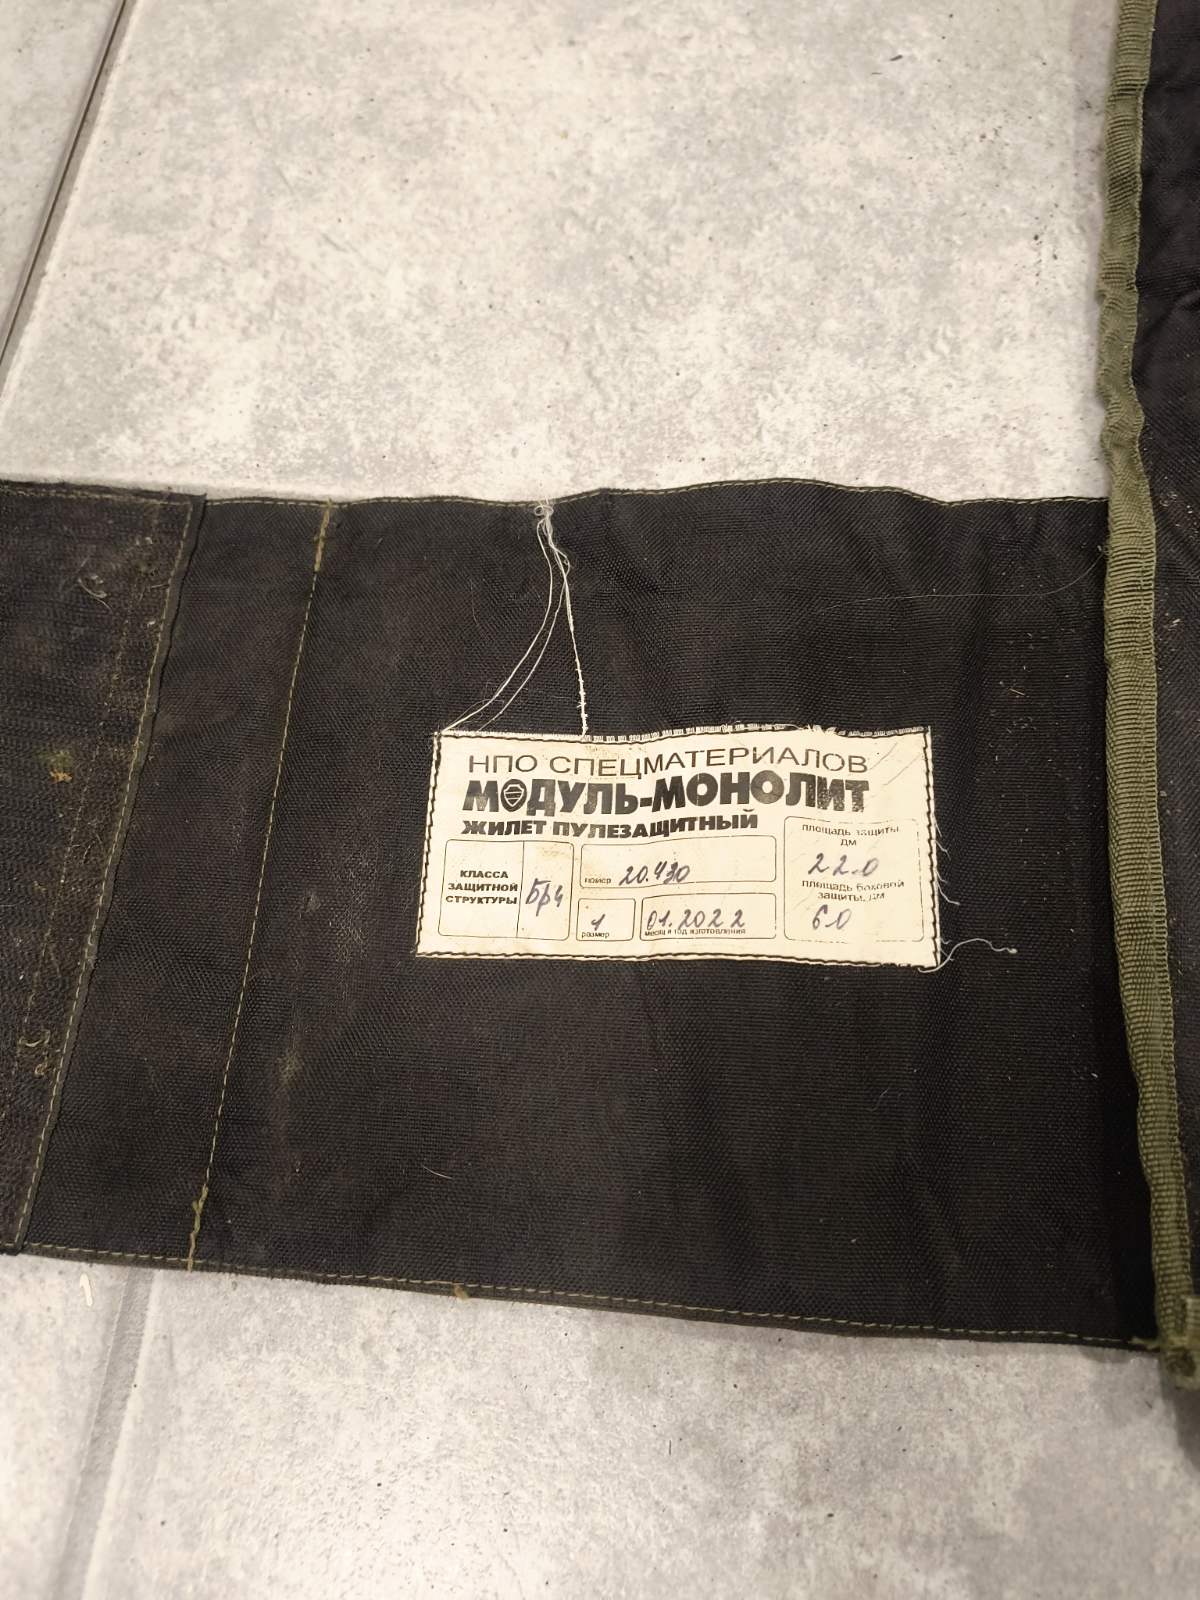 НПО СПЕЦМАТЕРИАЛОВ
МОДУЛЬ-МОНОЛИТ
ЖИЛЕТ ПУЛЕЗАЩИТНЫЙ
КЛАССА
ЗАЩИТНОЙ
СТРУКТУРЫ
Бр4
номер 20.430
1
размер
01.2022
месяц и год изготовления
площадь защиты
дм
22.0
площадь боковой
защиты, дм
6.0